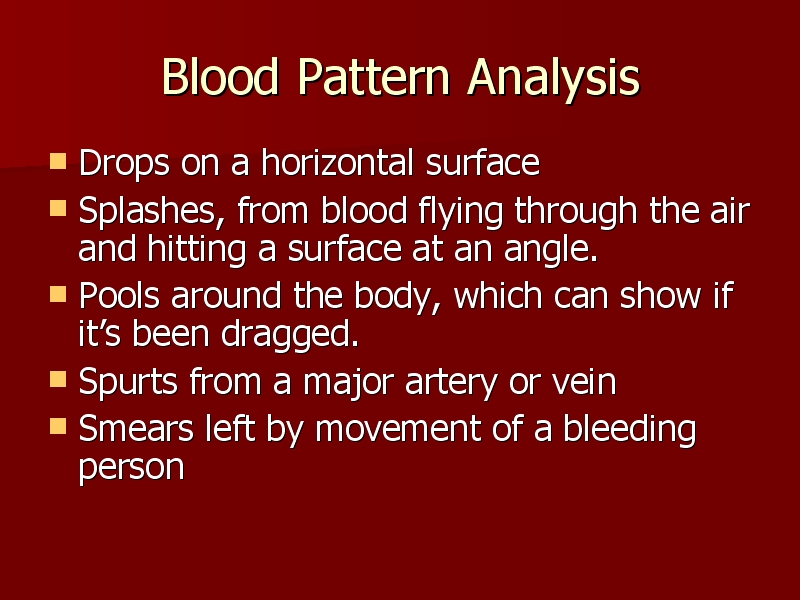 Blood Pattern Analysis
Drops on a horizontal surface
Splashes, from blood flying through the air
and hitting a surface at an angle.
Pools around the body, which can show if
it’s been dragged.
Spurts from a major artery or vein
Smears left by movement of a bleeding
person